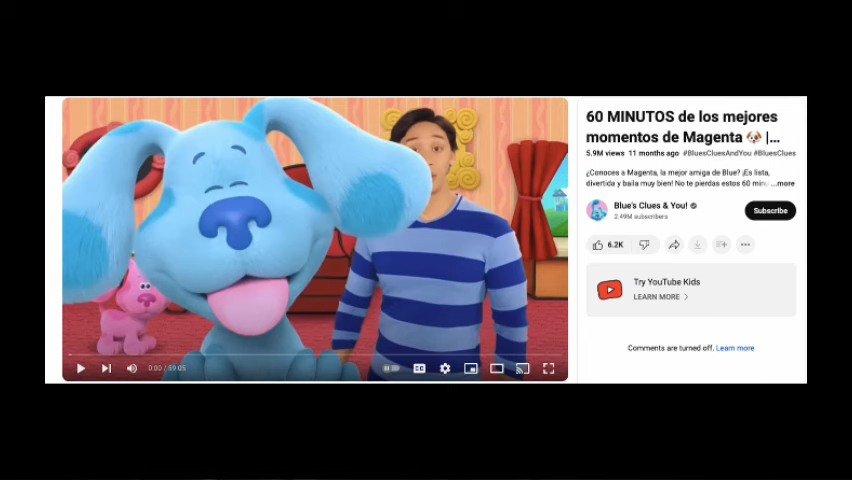 60 MINUTOS de los mejores
momentos de Magenta 🐶 |...
5.9M views 11 months ago #BluesCluesAndYou #BluesClues
¿Conoces a Magenta, la mejor amiga de Blue? ¡Es lista,
divertida y baila muy bien! No te pierdas estos 60 minu ...more
Blue's Clues & You!
2.49M subscribers
Subscribe
6.2K
Try YouTube Kids
LEARN MORE
Comments are turned off. Learn more
0:00 / 59:05
CC